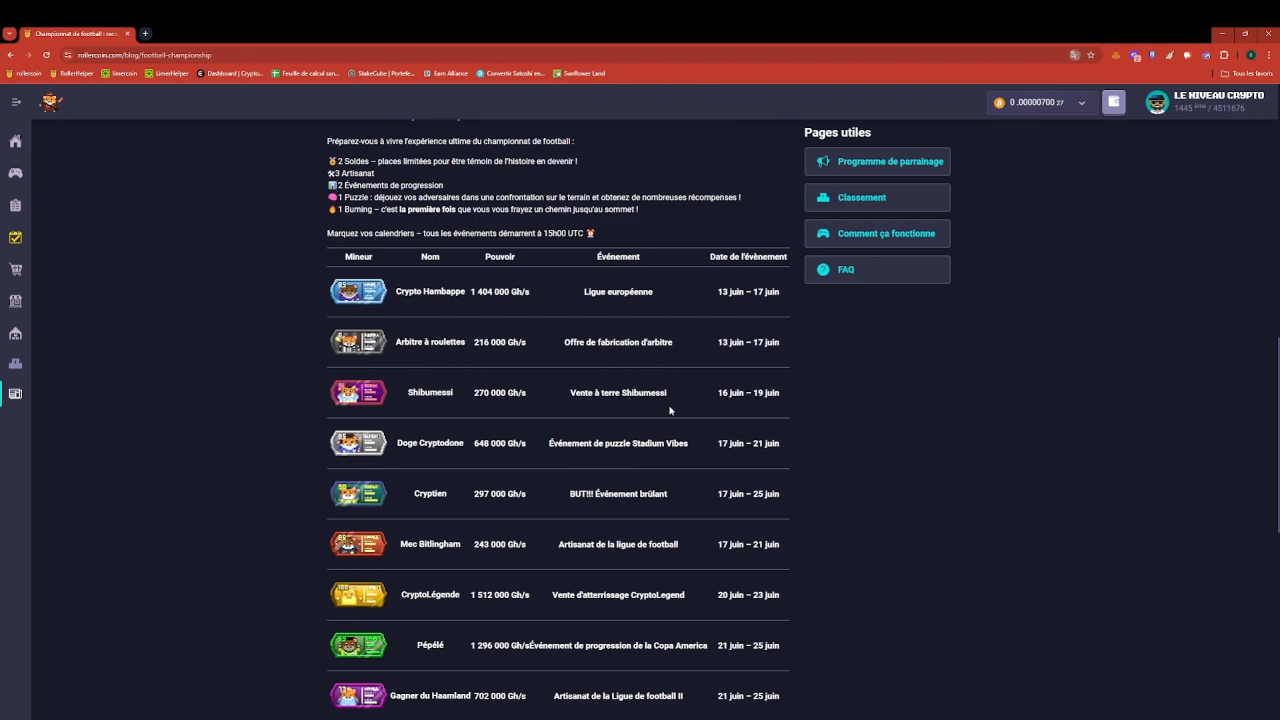 Championnat de football : rec
rollercoin.com/blog/football-championship
rollercoin
RollerHelper
limercoin
LimerHelper
Dashboard | Crypto...
Feuille de calcul san...
StakeCube | Portefe...
Earn Alliance
Convertir Satoshi en...
Sunflower Land
Tous les favoris
0 .00000700 27
LE NIVEAU CRYPTO
1445 ème / 4511676
Préparez-vous à vivre l'expérience ultime du championnat de football :
2 Soldes – places limitées pour être témoin de l'histoire en devenir !
3 Artisanat
2 Événements de progression
1 Puzzle : déjouez vos adversaires dans une confrontation sur le terrain et obtenez de nombreuses récompenses !
1 Burning – c'est la première fois que vous vous frayez un chemin jusqu'au sommet !
Marquez vos calendriers – tous les événements démarrent à 15h00 UTC
Mineur Nom Pouvoir Événement Date de l'évènement
Crypto Hambappe 1 404 000 Gh/s Ligue européenne 13 juin – 17 juin
Arbitre à roulettes 216 000 Gh/s Offre de fabrication d'arbitre 13 juin – 17 juin
Shibumessi 270 000 Gh/s Vente à terre Shibumessi 16 juin – 19 juin
Doge Cryptodone 648 000 Gh/s Événement de puzzle Stadium Vibes 17 juin – 21 juin
Cryptien 297 000 Gh/s BUT!!! Événement brûlant 17 juin – 25 juin
Mec Bitlingham 243 000 Gh/s Artisanat de la ligue de football 17 juin – 21 juin
CryptoLégende 1 512 000 Gh/s Vente d'atterrissage CryptoLegend 20 juin – 23 juin
Pépélé 1 296 000 Gh/s Événement de progression de la Copa America 21 juin – 25 juin
Gagner du Haamland 702 000 Gh/s Artisanat de la Ligue de football II 21 juin – 25 juin
Pages utiles
Programme de parrainage
Classement
Comment ça fonctionne
FAQ